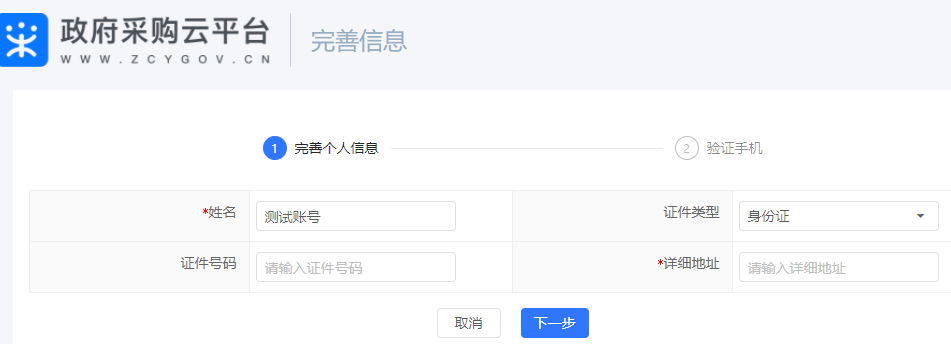 政府采购云平台
WWW.ZCYGOV.CN
完善信息
1 完善个人信息
2 验证手机
*姓名 测试账号 证件类型 身份证
证件号码 请输入证件号码 *详细地址 请输入详细地址
取消 下一步